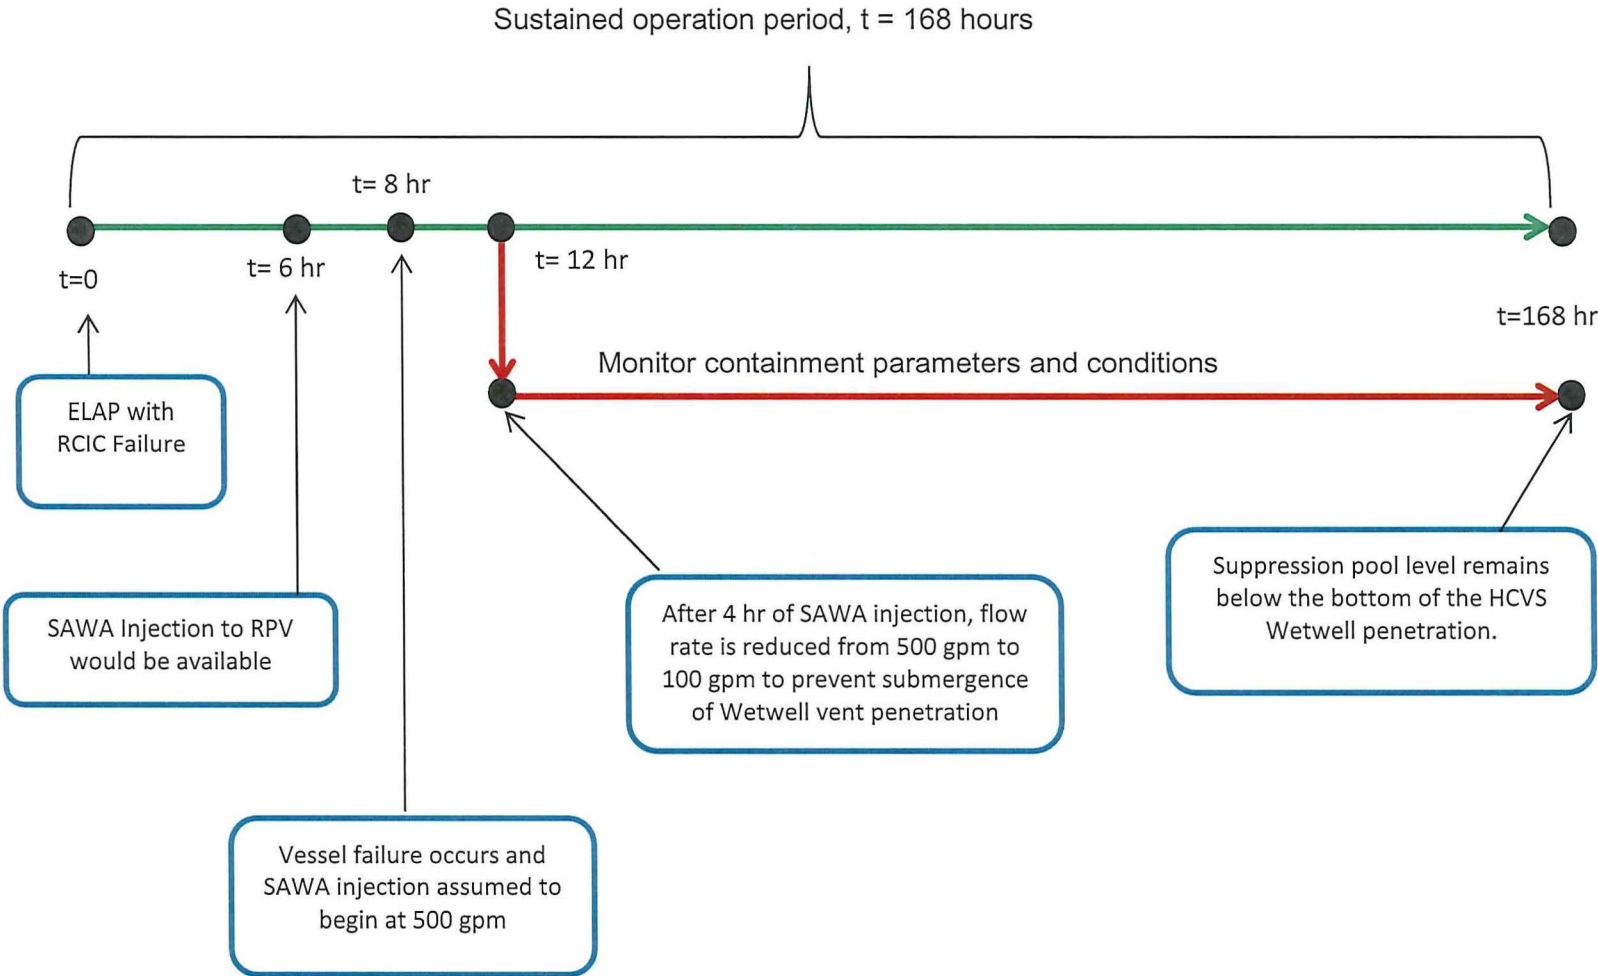 Sustained operation period, t = 168 hours
t= 8 hr
t=0
t= 6 hr
t= 12 hr
t=168 hr
Monitor containment parameters and conditions
ELAP with
RCIC Failure
SAWA Injection to RPV
would be available
Vessel failure occurs and
SAWA injection assumed to
begin at 500 gpm
After 4 hr of SAWA injection, flow
rate is reduced from 500 gpm to
100 gpm to prevent submergence
of Wetwell vent penetration
Suppression pool level remains
below the bottom of the HCVS
Wetwell penetration.